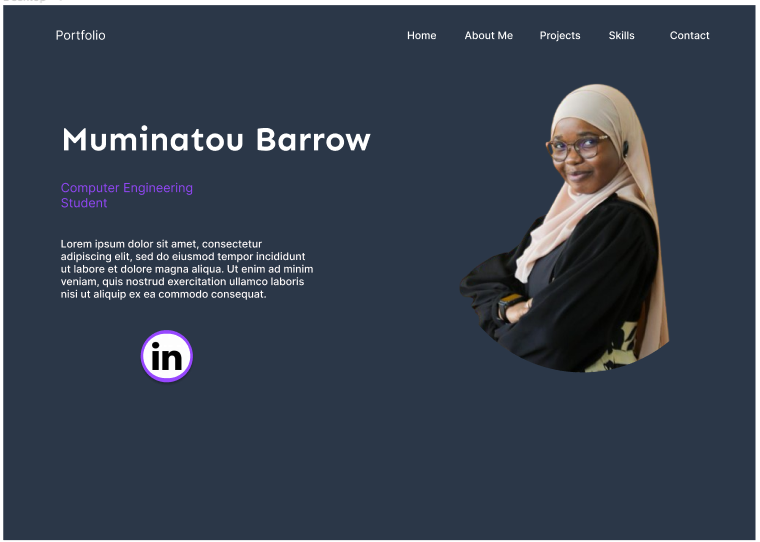 Portfolio
Home About Me Projects Skills Contact
Muminatou Barrow
Computer Engineering
Student
Lorem ipsum dolor sit amet, consectetur
adipiscing elit, sed do eiusmod tempor incididunt
ut labore et dolore magna aliqua. Ut enim ad minim
veniam, quis nostrud exercitation ullamco laboris
nisi ut aliquip ex ea commodo consequat.
in